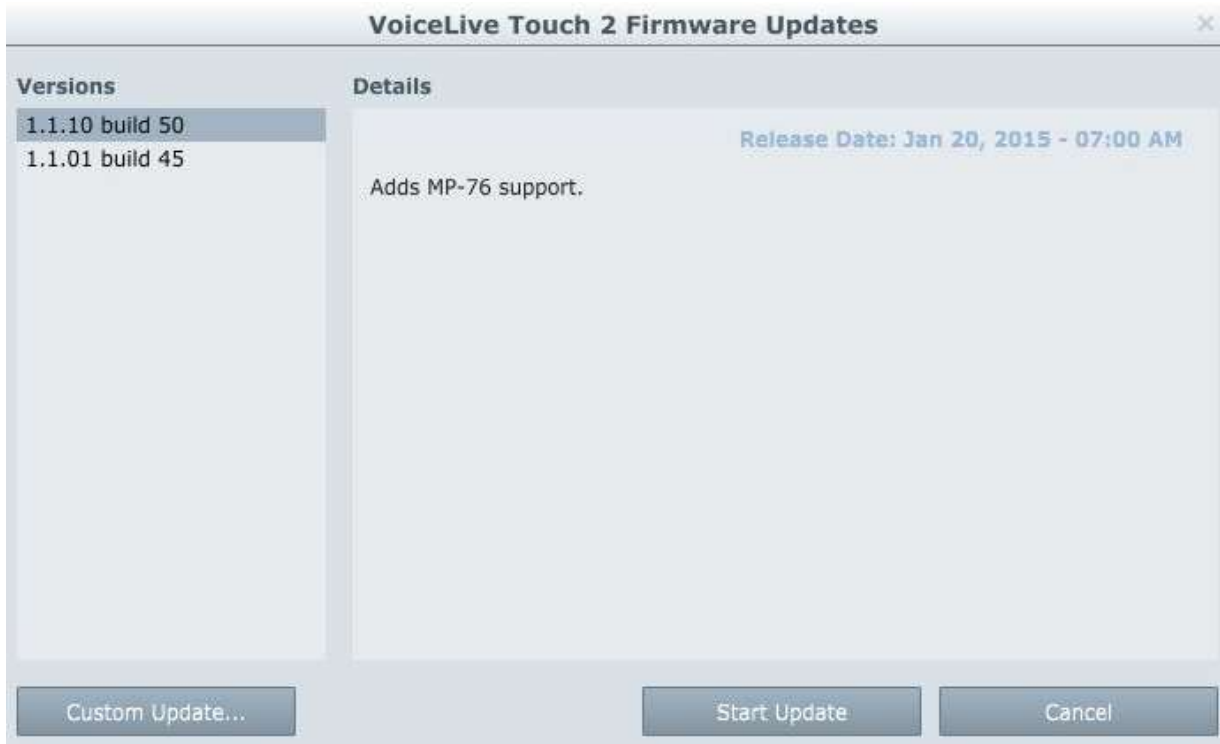 VoiceLive Touch 2 Firmware Updates
Versions
Details
1.1.10 build 50
1.1.01 build 45
Release Date: Jan 20, 2015 - 07:00 AM
Adds MP-76 support.
Custom Update...
Start Update
Cancel